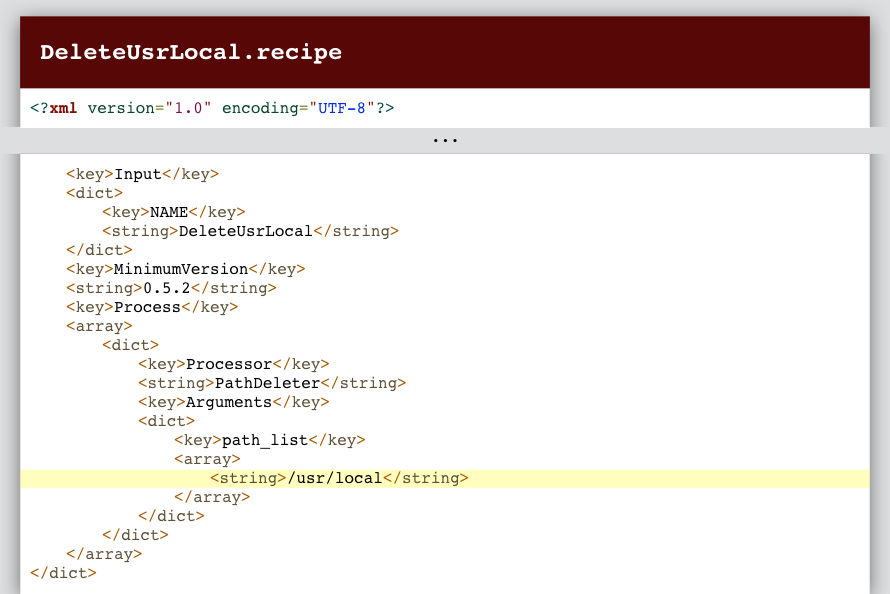 DeleteUsrLocal.recipe
<?xml version="1.0" encoding="UTF-8"?>
...
<key>Input</key>
<dict>
<key>NAME</key>
<string>DeleteUsrLocal</string>
</dict>
<key>MinimumVersion</key>
<string>0.5.2</string>
<key>Process</key>
<array>
<dict>
<key>Processor</key>
<string>PathDeleter</string>
<key>Arguments</key>
<dict>
<key>path_list</key>
<array>
<string>/usr/local</string>
</array>
</dict>
</dict>
</array>
</dict>